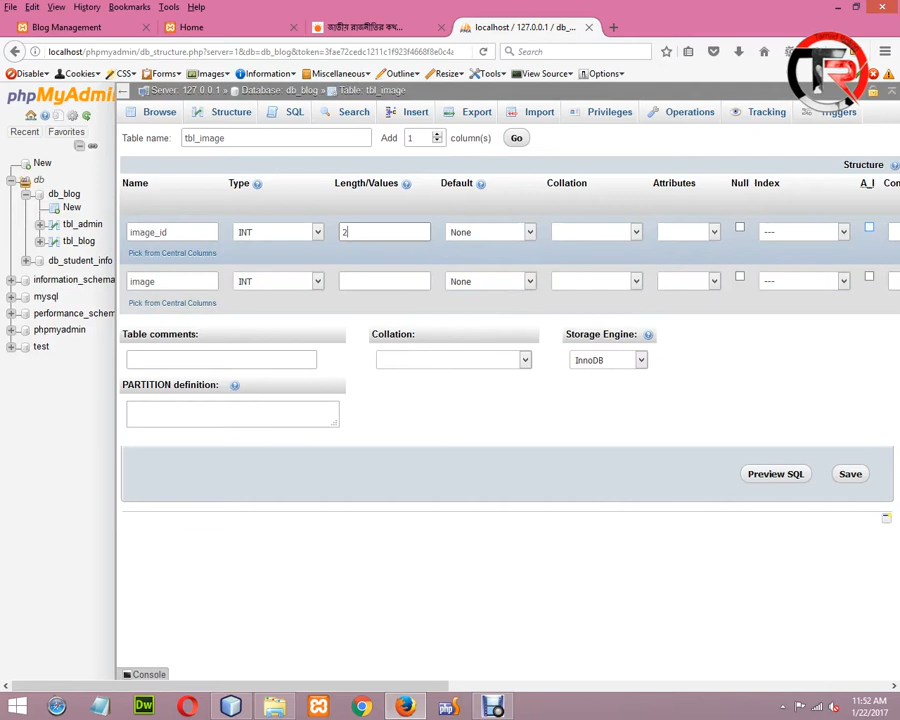 File Edit View History Bookmarks Tools Help
Blog Management
Home
জাতীয় রাজনীতির কথ...
localhost / 127.0.0.1 / db_...
localhost/phpmyadmin/db_structure.php?server=1&db=db_blog&token=3fae72cedc1211c1f923f4668f8e0c4a
Search
Disable Cookies CSS Forms Images Information Miscellaneous Outline Resize Tools View Source Options
phpMyAdmin
Server: 127.0.0.1 » Database: db_blog » Table: tbl_image
Browse Structure SQL Search Insert Export Import Privileges Operations Tracking Triggers
Recent Favorites
Table name: tbl_image Add 1 column(s) Go
New
db
db_blog
New
tbl_admin
tbl_blog
db_student_info
information_schema
mysql
performance_schem
phpmyadmin
test
Structure
Name Type Length/Values Default Collation Attributes Null Index A_I Con
image_id INT 2 None ---
Pick from Central Columns
image INT None ---
Pick from Central Columns
Table comments: Collation: Storage Engine:
InnoDB
PARTITION definition:
Preview SQL Save
Console
TR
11:52 AM
1/22/2017